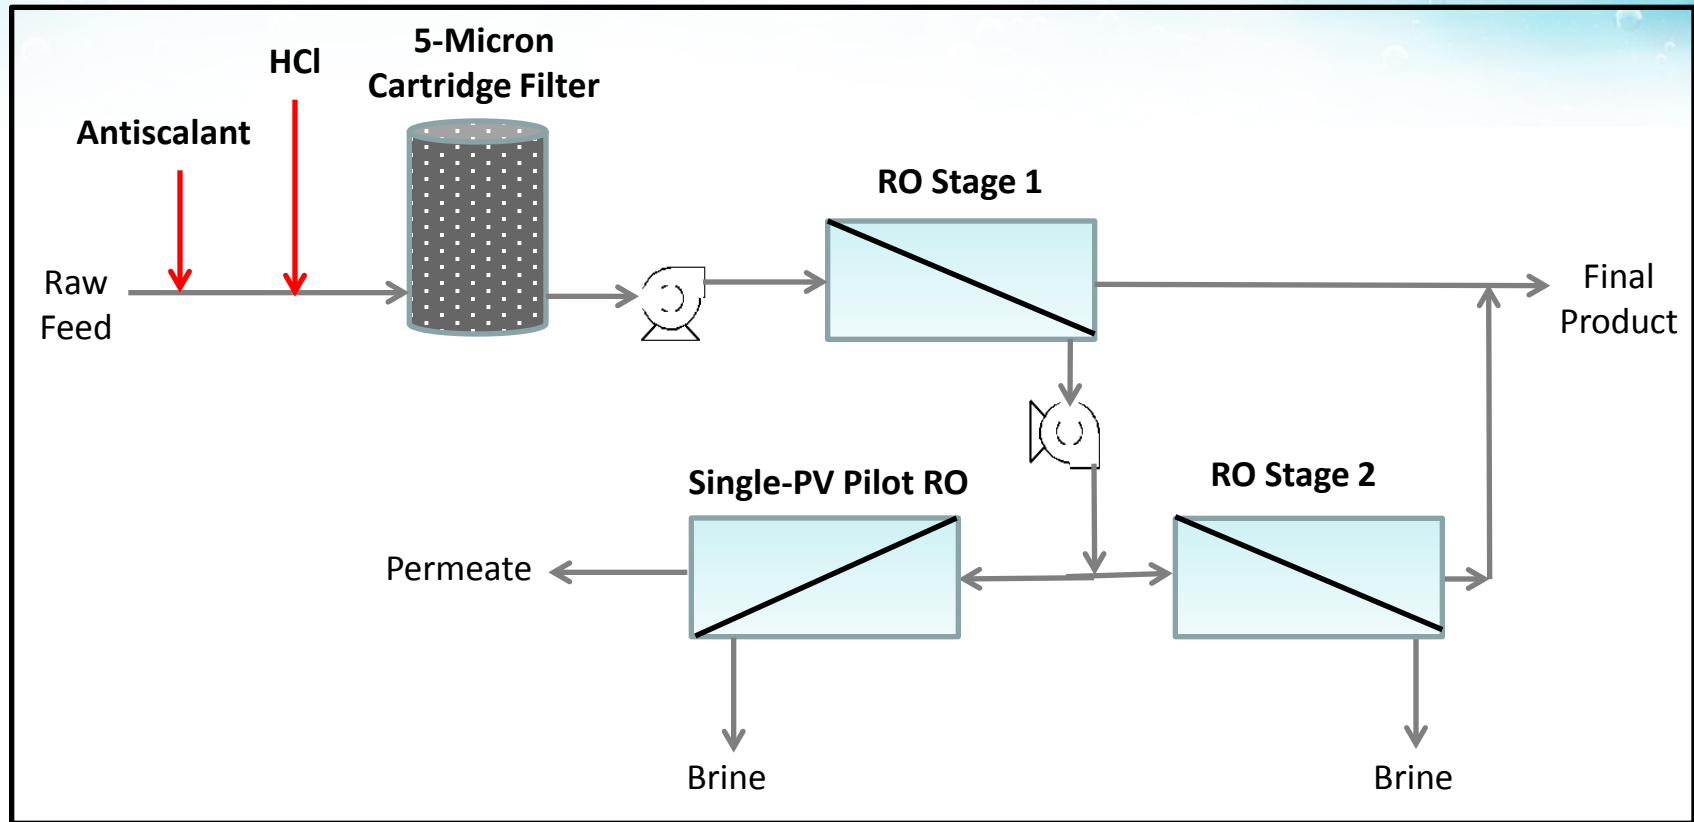 5-Micron
Cartridge Filter
HCl
Antiscalant
RO Stage 1
Raw
Feed
Final
Product
Single-PV Pilot RO
RO Stage 2
Permeate
Brine
Brine